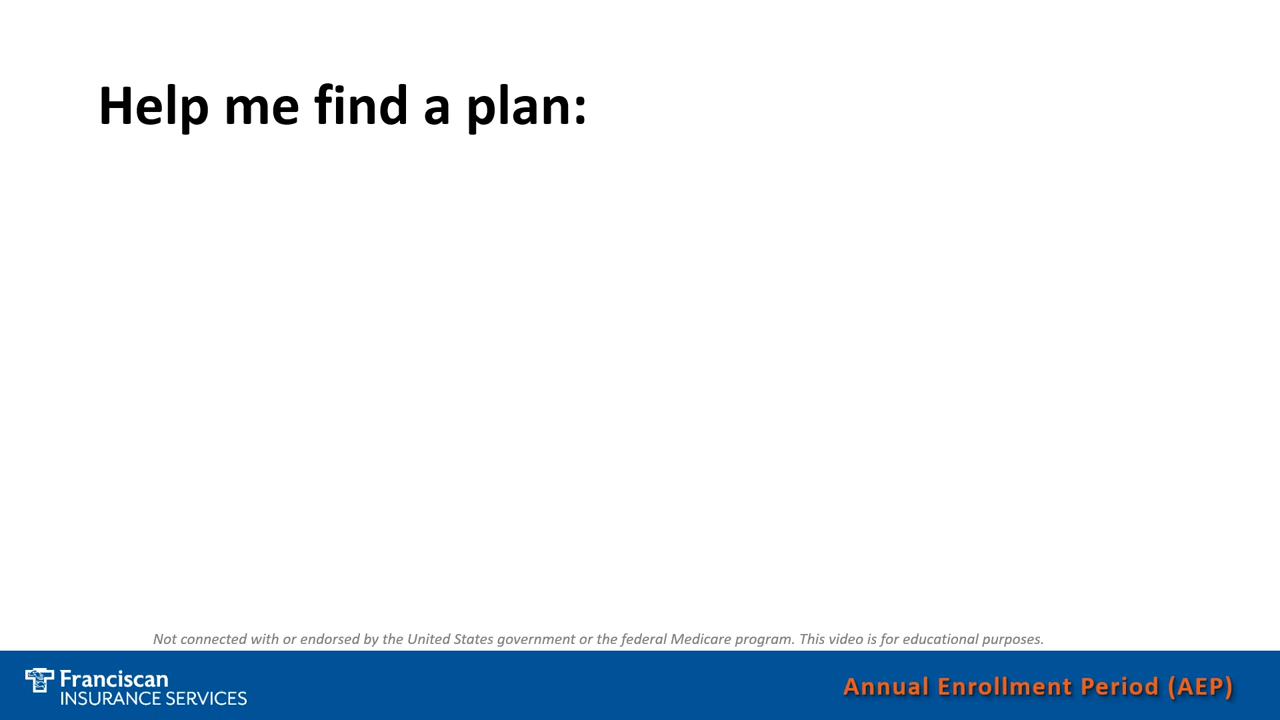 Help me find a plan:
Not connected with or endorsed by the United States government or the federal Medicare program. This video is for educational purposes.
Franciscan
INSURANCE SERVICES
Annual Enrollment Period (AEP)